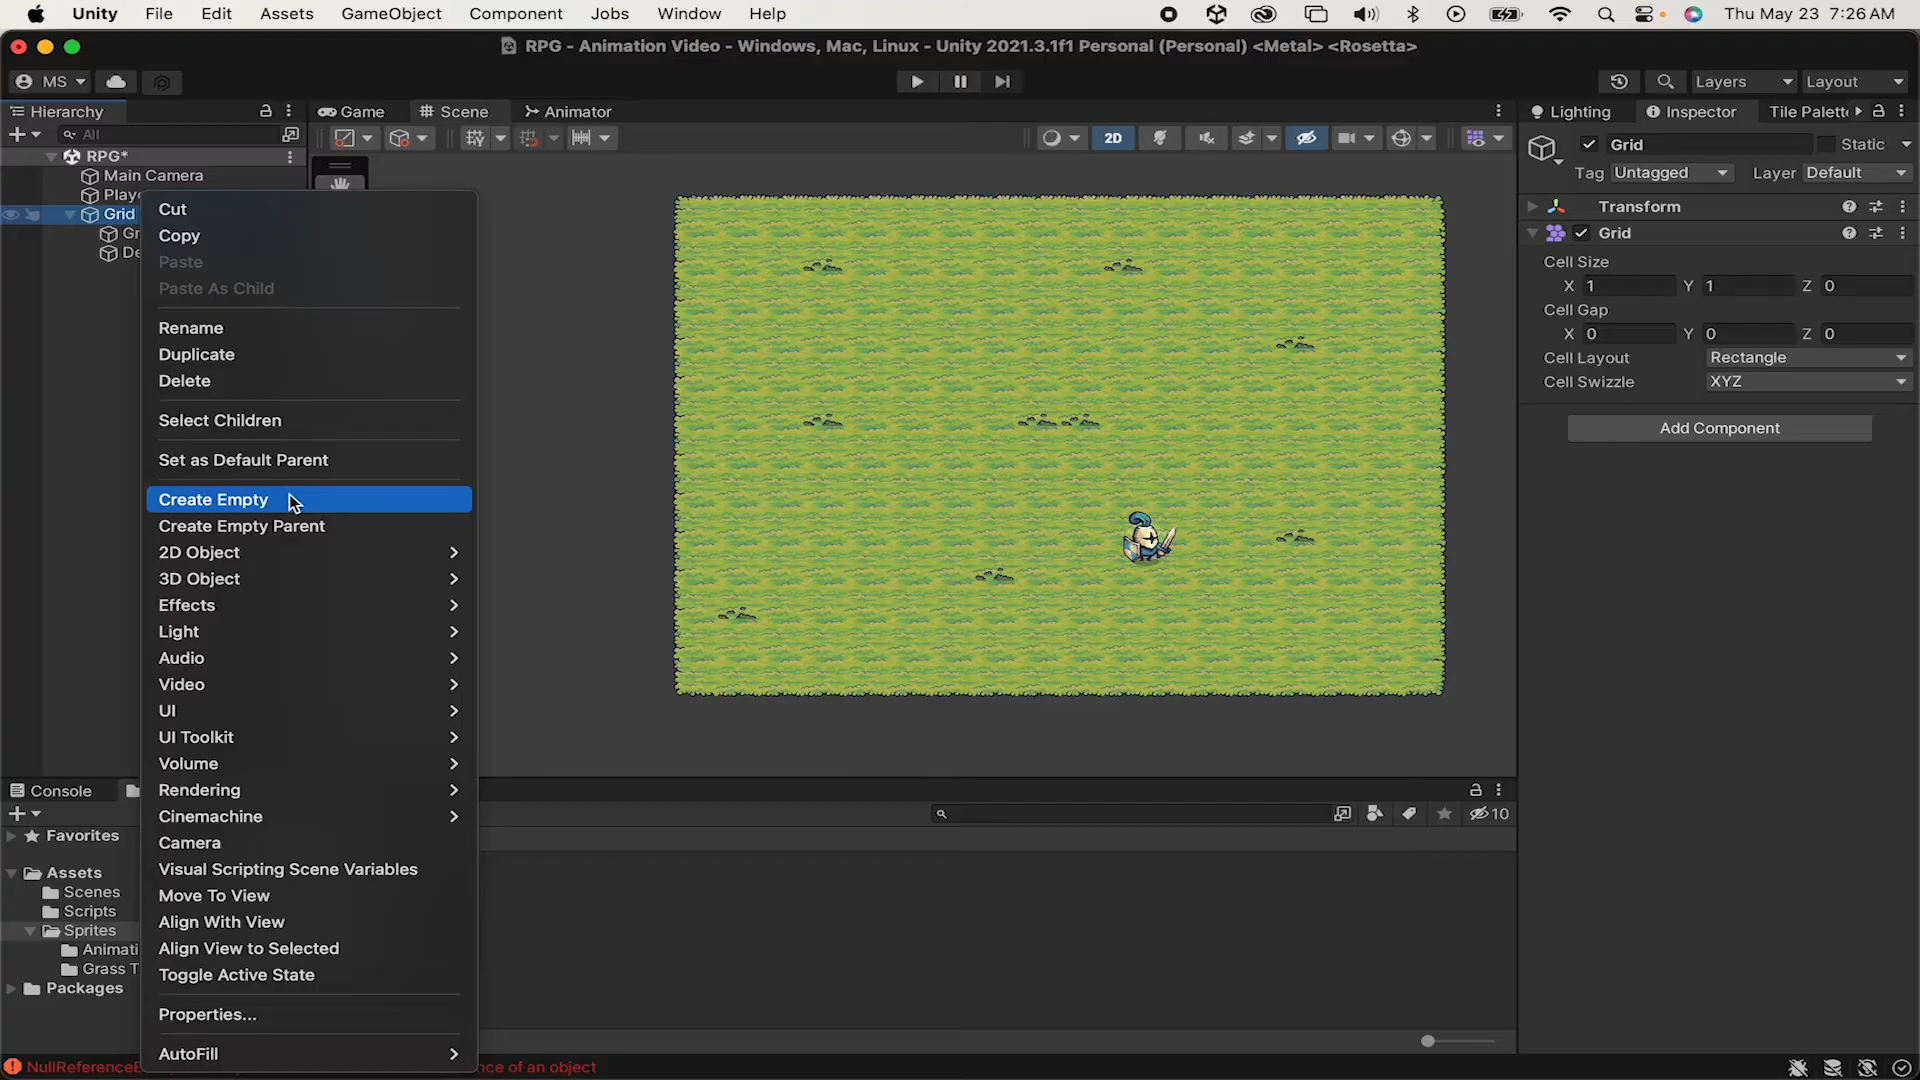 Unity File Edit Assets GameObject Component Jobs Window Help Thu May 23 7:26 AM
RPG - Animation Video - Windows, Mac, Linux - Unity 2021.3.1f1 Personal (Personal) <Metal> <Rosetta>
MS Layers Layout
Hierarchy Game Scene Animator Lighting Inspector Tile Palette
All 2D
RPG*
Main Camera
Grid
Cut
Copy
Paste
Paste As Child
Rename
Duplicate
Delete
Select Children
Set as Default Parent
Create Empty
Create Empty Parent
2D Object
3D Object
Effects
Light
Audio
Video
UI
UI Toolkit
Volume
Rendering
Cinemachine
Camera
Visual Scripting Scene Variables
Move To View
Align With View
Align View to Selected
Toggle Active State
Properties...
AutoFill
Grid Static
Tag Untagged Layer Default
Transform
Grid
Cell Size
X 1 Y 1 Z 0
Cell Gap
X 0 Y 0 Z 0
Cell Layout Rectangle
Cell Swizzle XYZ
Add Component
Console
10
Favorites
Assets
Scenes
Scripts
Sprites
Animati
Grass T
Packages
NullReferenceE nce of an object